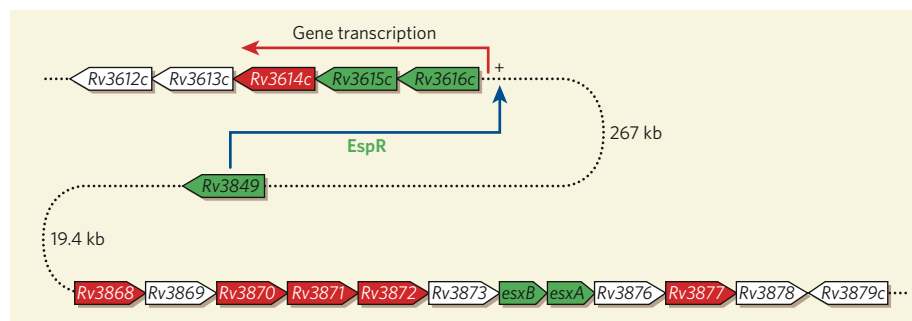 Gene transcription
Rv3612c Rv3613c Rv3614c Rv3615c Rv3616c +
267 kb
EspR
Rv3849
19.4 kb
Rv3868 Rv3869 Rv3870 Rv3871 Rv3872 Rv3873 esxB esxA Rv3876 Rv3877 Rv3878 Rv3879c